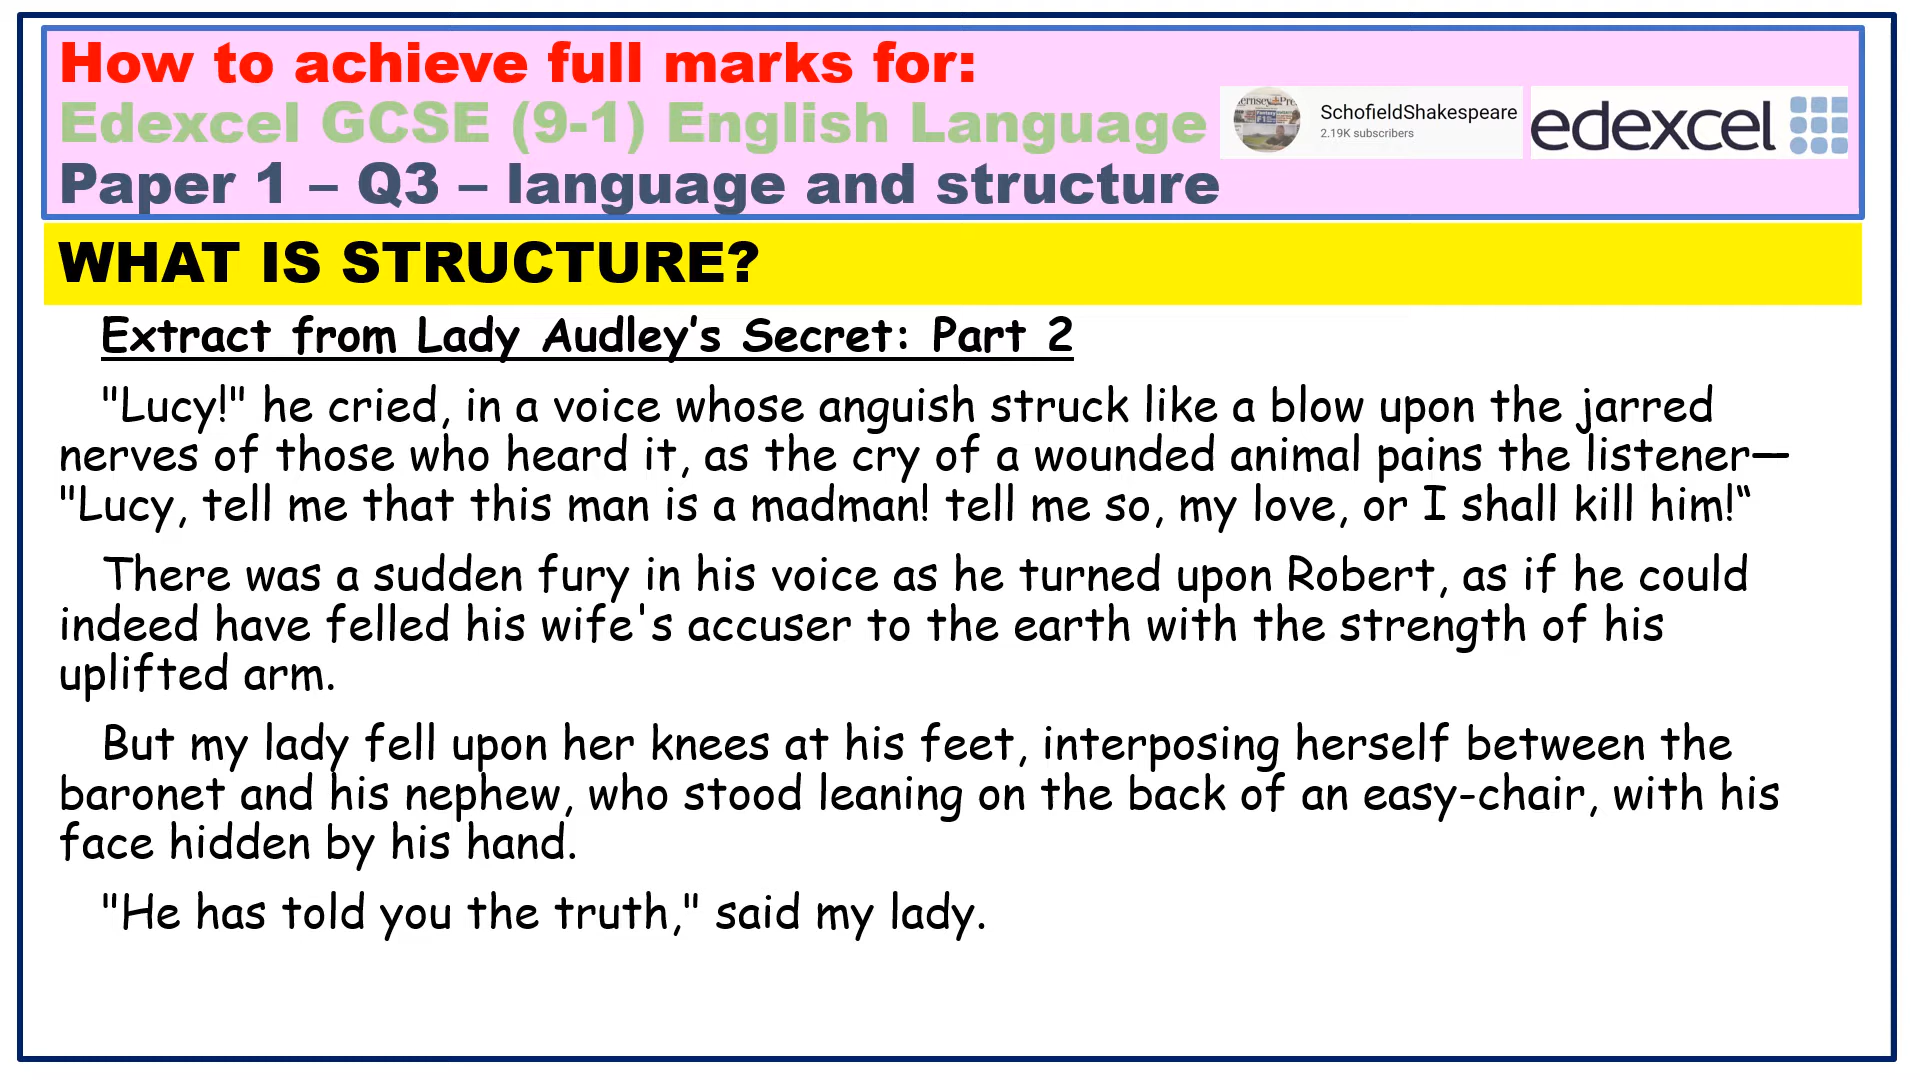 How to achieve full marks for:
Edexcel GCSE (9-1) English Language
SchofieldShakespeare
2.19K subscribers
edexcel
Paper 1 – Q3 – language and structure
WHAT IS STRUCTURE?
Extract from Lady Audley’s Secret: Part 2
"Lucy!" he cried, in a voice whose anguish struck like a blow upon the jarred
nerves of those who heard it, as the cry of a wounded animal pains the listener—
"Lucy, tell me that this man is a madman! tell me so, my love, or I shall kill him!“
There was a sudden fury in his voice as he turned upon Robert, as if he could
indeed have felled his wife's accuser to the earth with the strength of his
uplifted arm.
But my lady fell upon her knees at his feet, interposing herself between the
baronet and his nephew, who stood leaning on the back of an easy-chair, with his
face hidden by his hand.
"He has told you the truth," said my lady.